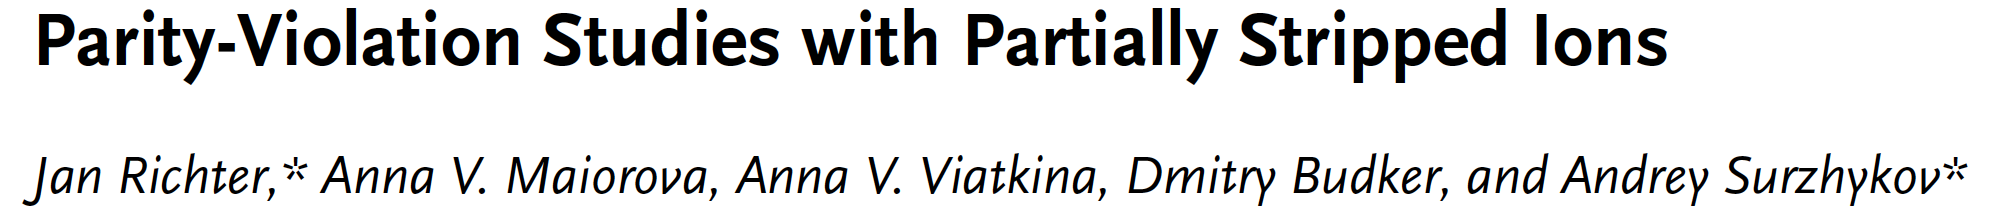 Parity-Violation Studies with Partially Stripped Ions
Jan Richter,* Anna V. Maiorova, Anna V. Viatkina, Dmitry Budker, and Andrey Surzhykov*